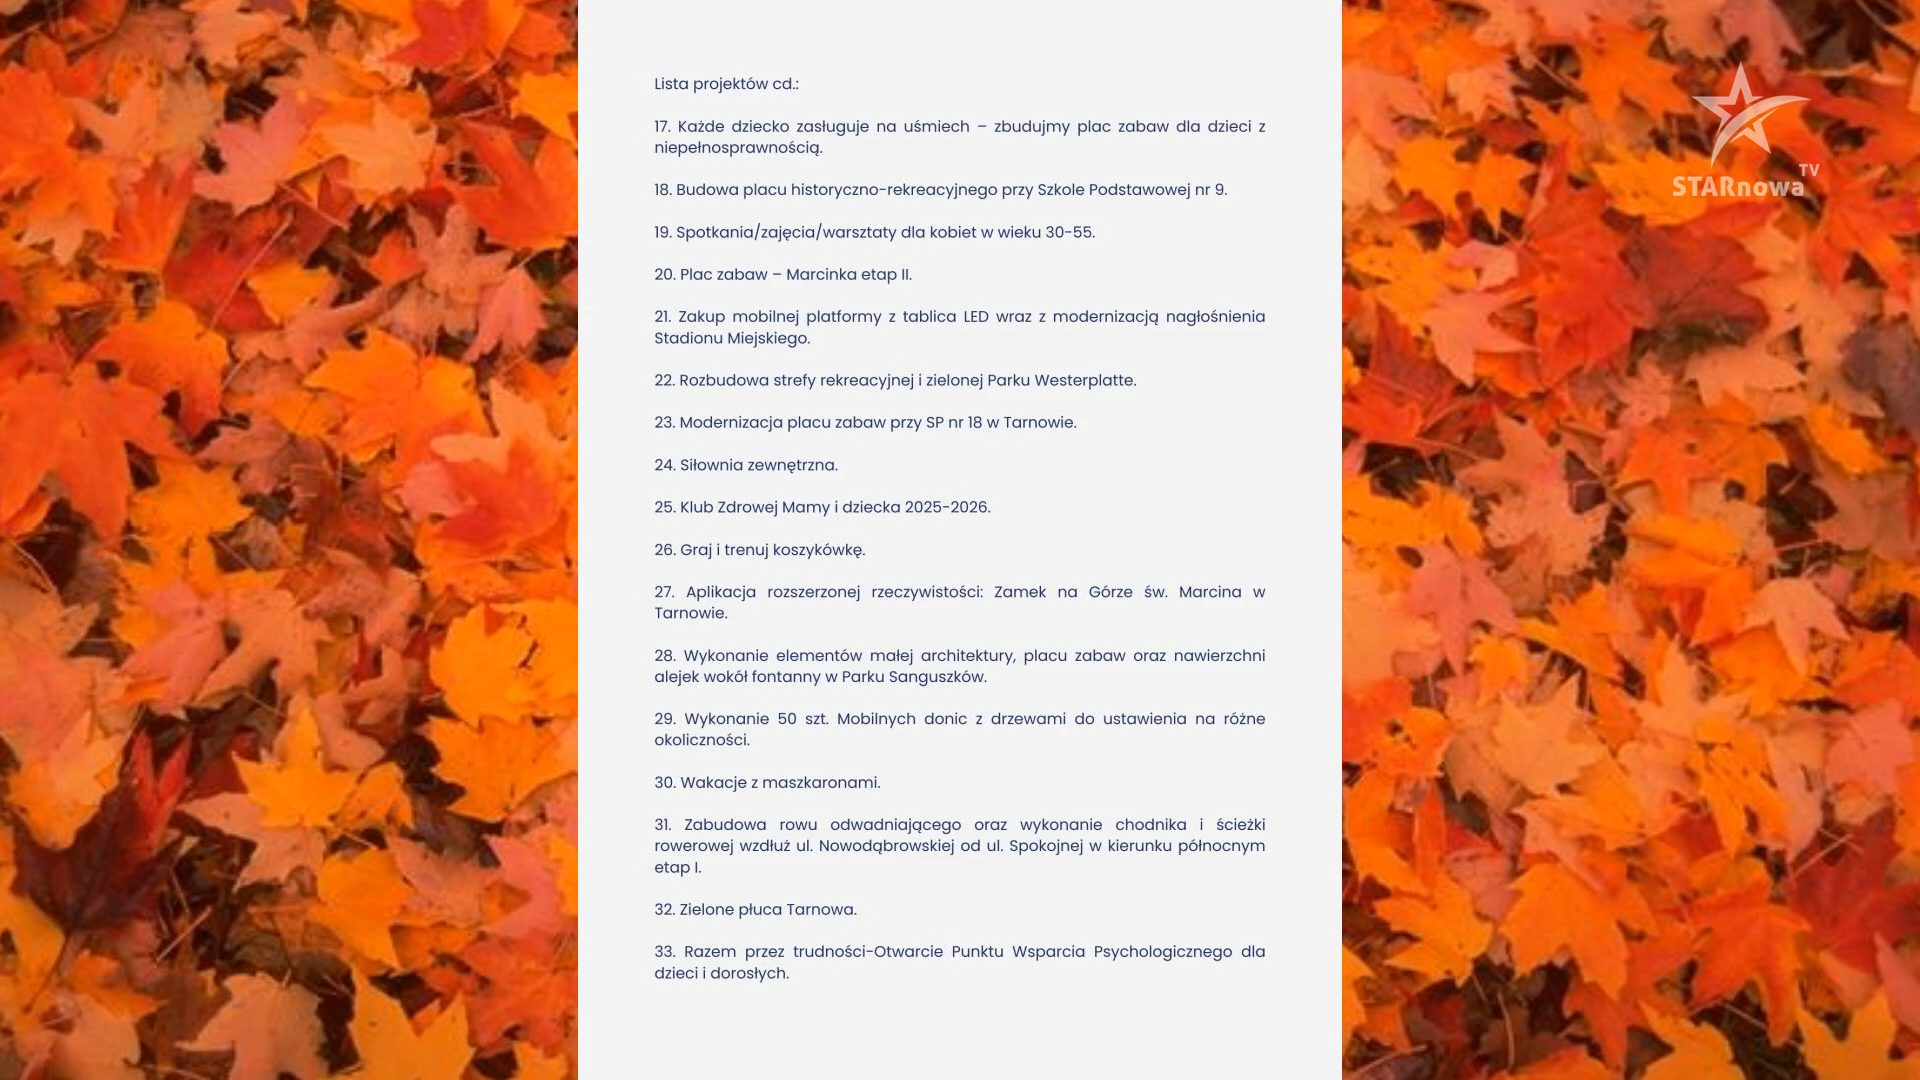 Lista projektów cd.:
17. Każde dziecko zasługuje na uśmiech – zbudujmy plac zabaw dla dzieci z
niepełnosprawnością.
18. Budowa placu historyczno-rekreacyjnego przy Szkole Podstawowej nr 9.
19. Spotkania/zajęcia/warsztaty dla kobiet w wieku 30-55.
20. Plac zabaw – Marcinka etap II.
21. Zakup mobilnej platformy z tablica LED wraz z modernizacją nagłośnienia
Stadionu Miejskiego.
22. Rozbudowa strefy rekreacyjnej i zielonej Parku Westerplatte.
23. Modernizacja placu zabaw przy SP nr 18 w Tarnowie.
24. Siłownia zewnętrzna.
25. Klub Zdrowej Mamy i dziecka 2025-2026.
26. Graj i trenuj koszykówkę.
27. Aplikacja rozszerzonej rzeczywistości: Zamek na Górze św. Marcina w
Tarnowie.
28. Wykonanie elementów małej architektury, placu zabaw oraz nawierzchni
alejek wokół fontanny w Parku Sanguszków.
29. Wykonanie 50 szt. Mobilnych donic z drzewami do ustawienia na różne
okoliczności.
30. Wakacje z maszkaronami.
31. Zabudowa rowu odwadniającego oraz wykonanie chodnika i ścieżki
rowerowej wzdłuż ul. Nowodąbrowskiej od ul. Spokojnej w kierunku północnym
etap I.
32. Zielone płuca Tarnowa.
33. Razem przez trudności-Otwarcie Punktu Wsparcia Psychologicznego dla
dzieci i dorosłych.
STARnowa TV